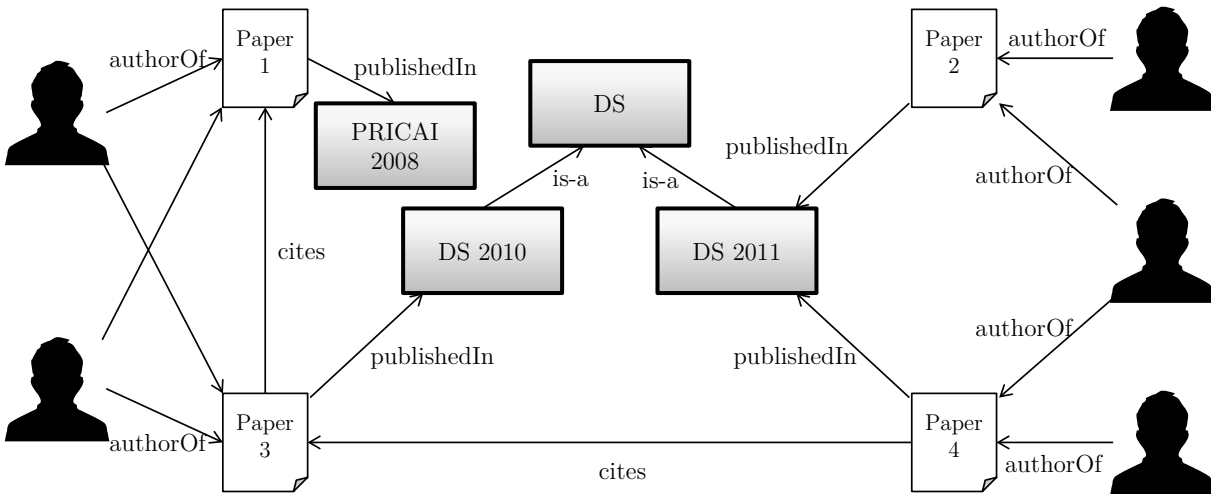 authorOf
Paper
1
publishedIn
PRICAI
2008
DS
Paper
2
authorOf
publishedIn
authorOf
is-a
is-a
DS 2010
DS 2011
cites
publishedIn
publishedIn
authorOf
authorOf
Paper
3
cites
Paper
4
authorOf